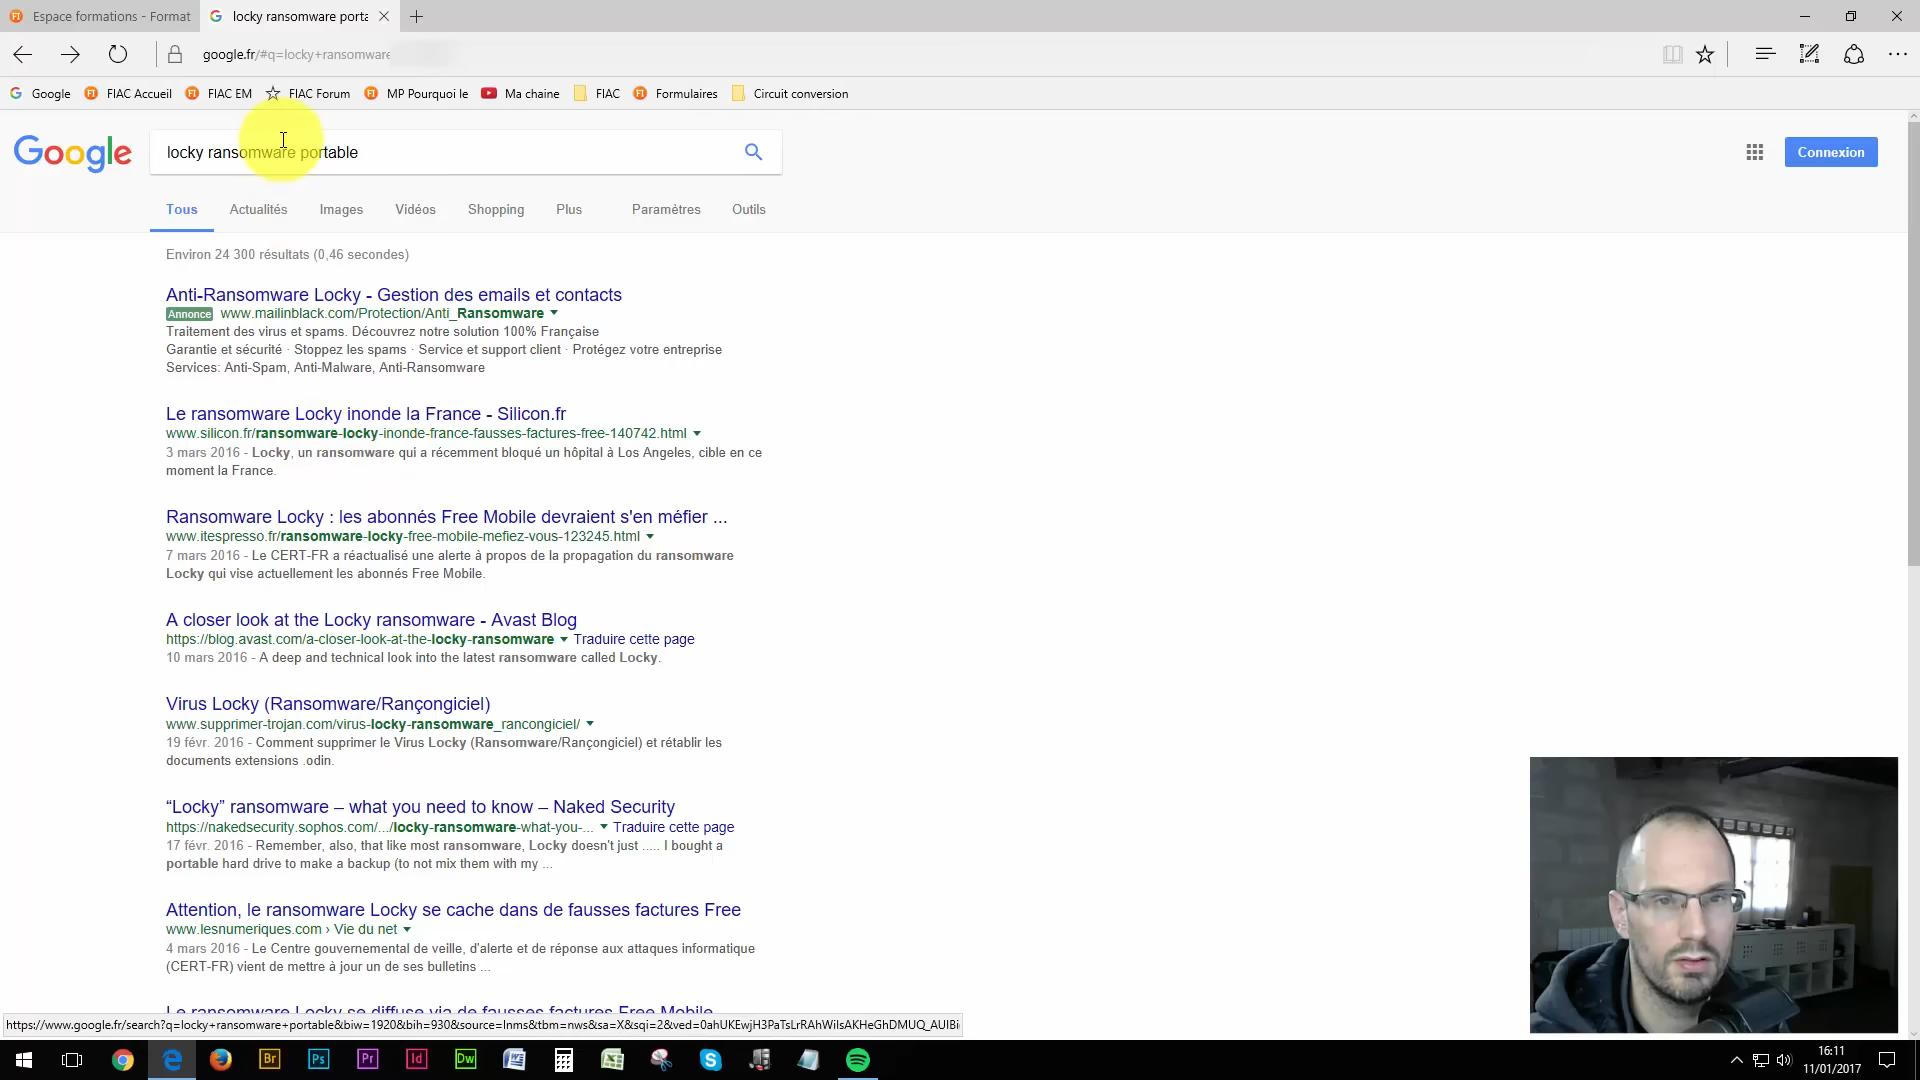 Espace formations - Format
locky ransomware porta
google.fr/#q=locky+ransomware
Google
FIAC Accueil
FIAC EM
FIAC Forum
MP Pourquoi le
Ma chaine
FIAC
Formulaires
Circuit conversion
Google
locky ransomware portable
Connexion
Tous
Actualités
Images
Vidéos
Shopping
Plus
Paramètres
Outils
Environ 24 300 résultats (0,46 secondes)
Anti-Ransomware Locky - Gestion des emails et contacts
Annonce www.mailinblack.com/Protection/Anti_Ransomware
Traitement des virus et spams. Découvrez notre solution 100% Française
Garantie et sécurité · Stoppez les spams · Service et support client · Protégez votre entreprise
Services: Anti-Spam, Anti-Malware, Anti-Ransomware
Le ransomware Locky inonde la France - Silicon.fr
www.silicon.fr/ransomware-locky-inonde-france-fausses-factures-free-140742.html
3 mars 2016 - Locky, un ransomware qui a récemment bloqué un hôpital à Los Angeles, cible en ce
moment la France.
Ransomware Locky : les abonnés Free Mobile devraient s'en méfier ...
www.itespresso.fr/ransomware-locky-free-mobile-mefiez-vous-123245.html
7 mars 2016 - Le CERT-FR a réactualisé une alerte à propos de la propagation du ransomware
Locky qui vise actuellement les abonnés Free Mobile.
A closer look at the Locky ransomware - Avast Blog
https://blog.avast.com/a-closer-look-at-the-locky-ransomware Traduire cette page
10 mars 2016 - A deep and technical look into the latest ransomware called Locky.
Virus Locky (Ransomware/Rançongiciel)
www.supprimer-trojan.com/virus-locky-ransomware_rancongiciel/
19 févr. 2016 - Comment supprimer le Virus Locky (Ransomware/Rançongiciel) et rétablir les
documents extensions .odin.
“Locky” ransomware – what you need to know – Naked Security
https://nakedsecurity.sophos.com/.../locky-ransomware-what-you-... Traduire cette page
17 févr. 2016 - Remember, also, that like most ransomware, Locky doesn't just ..... I bought a
portable hard drive to make a backup (to not mix them with my ...
Attention, le ransomware Locky se cache dans de fausses factures Free
www.lesnumeriques.com › Vie du net
4 mars 2016 - Le Centre gouvernemental de veille, d'alerte et de réponse aux attaques informatique
(CERT-FR) vient de mettre à jour un de ses bulletins ...
Le ransomware Locky se diffuse via de fausses factures Free Mobile
https://www.google.fr/search?q=locky+ransomware+portable&biw=1920&bih=930&source=lnms&tbm=nws&sa=X&sqi=2&ved=0ahUKEwjH3PaTsLrRAhWilsAKHeGhDMUQ_AUIBi
Br
Ps
Pr
Id
Dw
16:11
11/01/2017